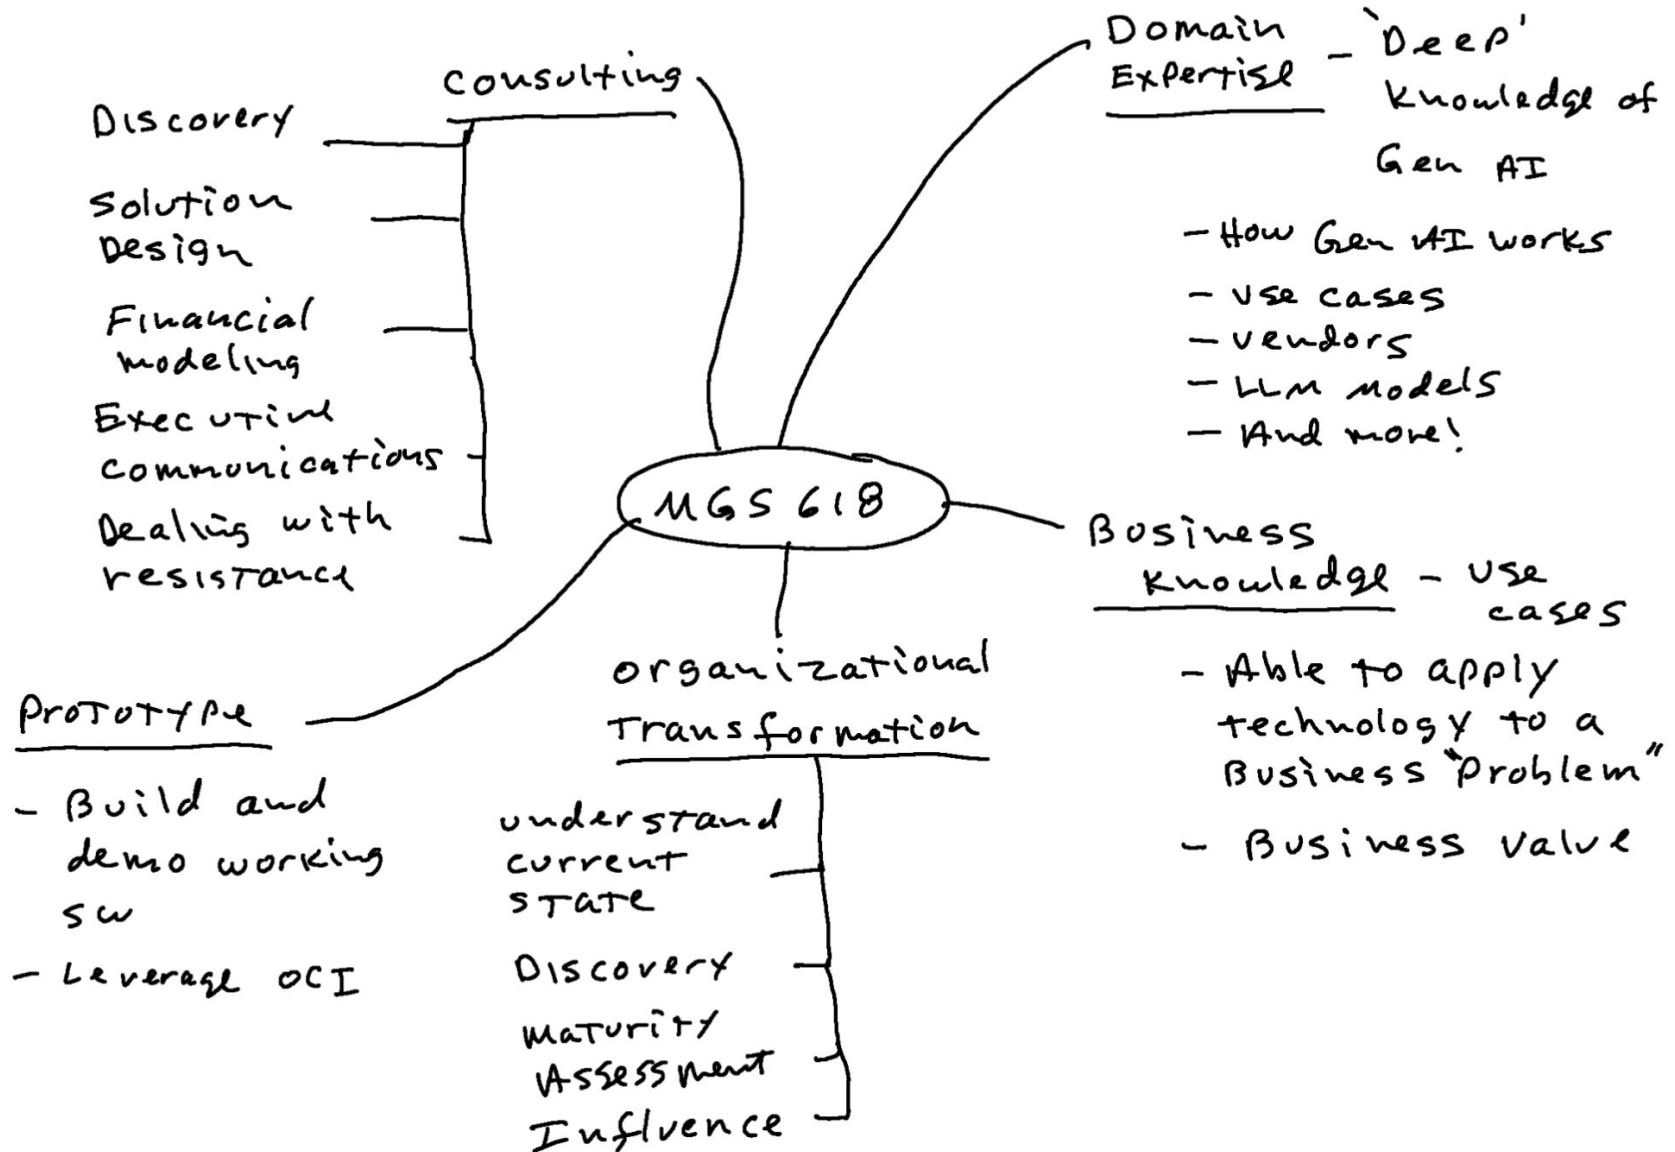 Consulting
Discovery
Solution
Design
Financial
modeling
Executive
communications
Dealing with
resistance
Domain
Expertise - 'Deep'
Knowledge of
Gen AI
- How Gen AI works
- use cases
- vendors
- LLM models
- And more!
MGS 618
Business
Knowledge - use
cases
- Able to apply
technology to a
Business "Problem"
- Business value
Organizational
Transformation
understand
current
state
Discovery
maturity
Assessment
Influence
Prototype
- Build and
demo working
sw
- Leverage OCI